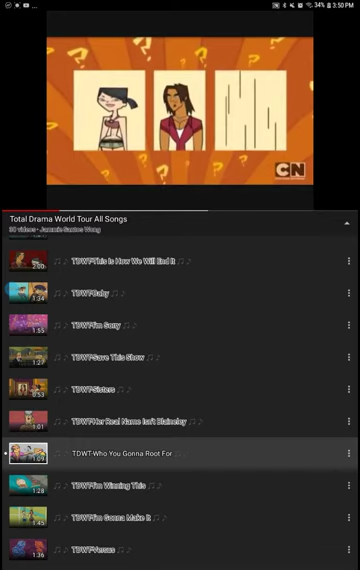 34% 3:50 PM
CN
Total Drama World Tour All Songs
TDWT-This Is How We Will End It
2:00
TDWT-Baby
1:34
TDWT-I'm Sorry
1:55
TDWT-Save This Show
1:27
TDWT-Sisters
0:53
TDWT-Her Real Name Isn't Blaineley
1:01
TDWT-Who You Gonna Root For
1:09
TDWT-I'm Winning This
1:28
TDWT-I'm Gonna Make It
1:45
TDWT-Versus
1:36